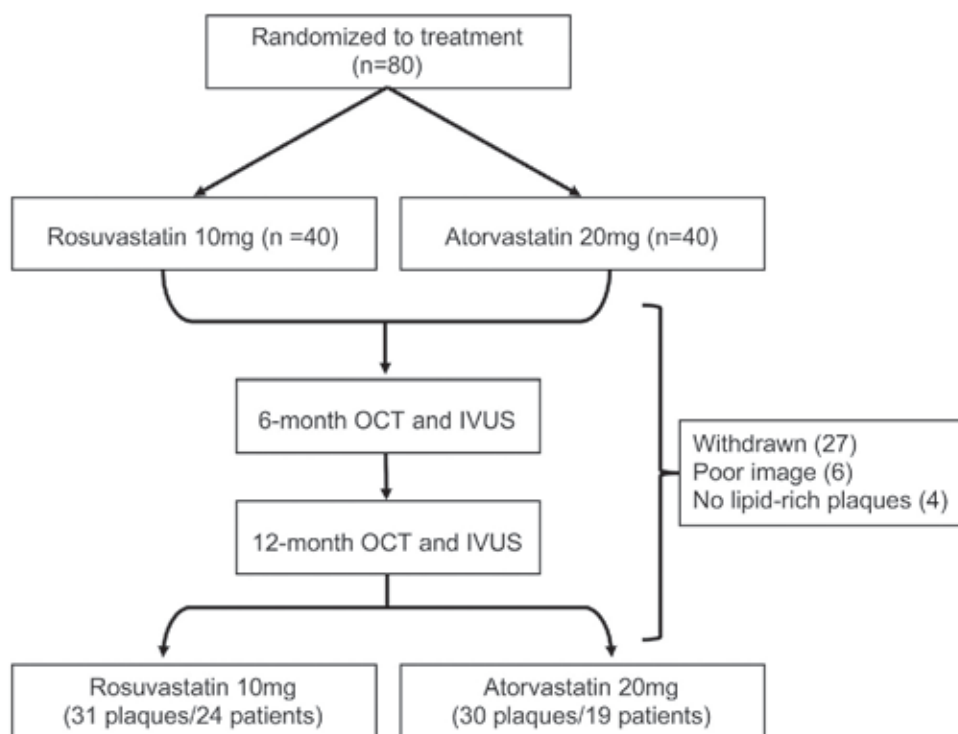 Randomized to treatment
(n=80)
Rosuvastatin 10mg (n =40)
Atorvastatin 20mg (n=40)
6-month OCT and IVUS
Withdrawn (27)
Poor image (6)
No lipid-rich plaques (4)
12-month OCT and IVUS
Rosuvastatin 10mg
(31 plaques/24 patients)
Atorvastatin 20mg
(30 plaques/19 patients)